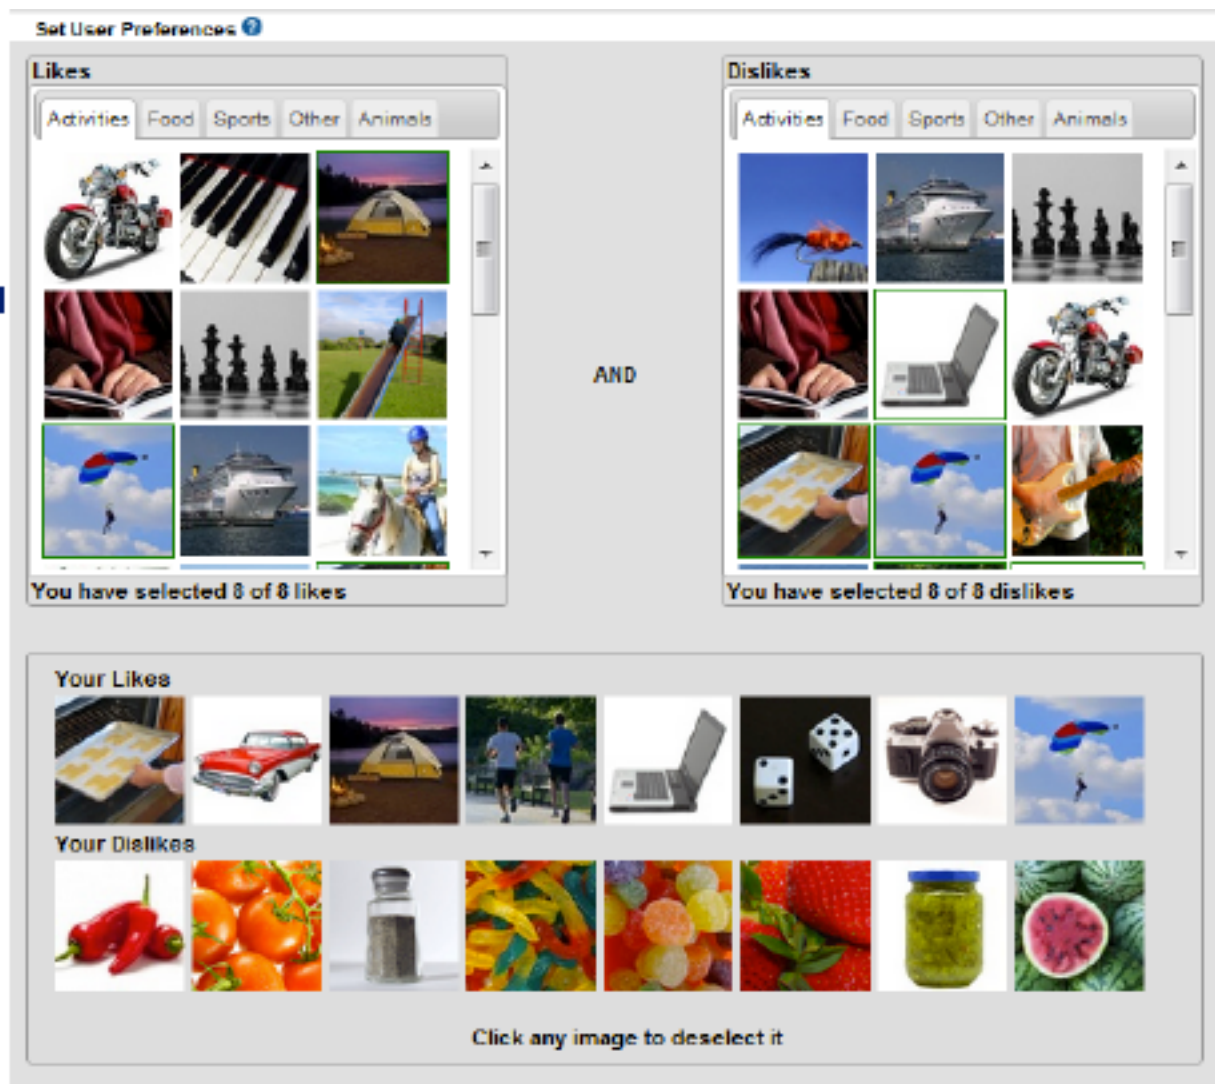 Set User Preferences ?
Likes
Activities Food Sports Other Animals
You have selected 8 of 8 likes
AND
Dislikes
Activities Food Sports Other Animals
You have selected 8 of 8 dislikes
Your Likes
Your Dislikes
Click any image to deselect it